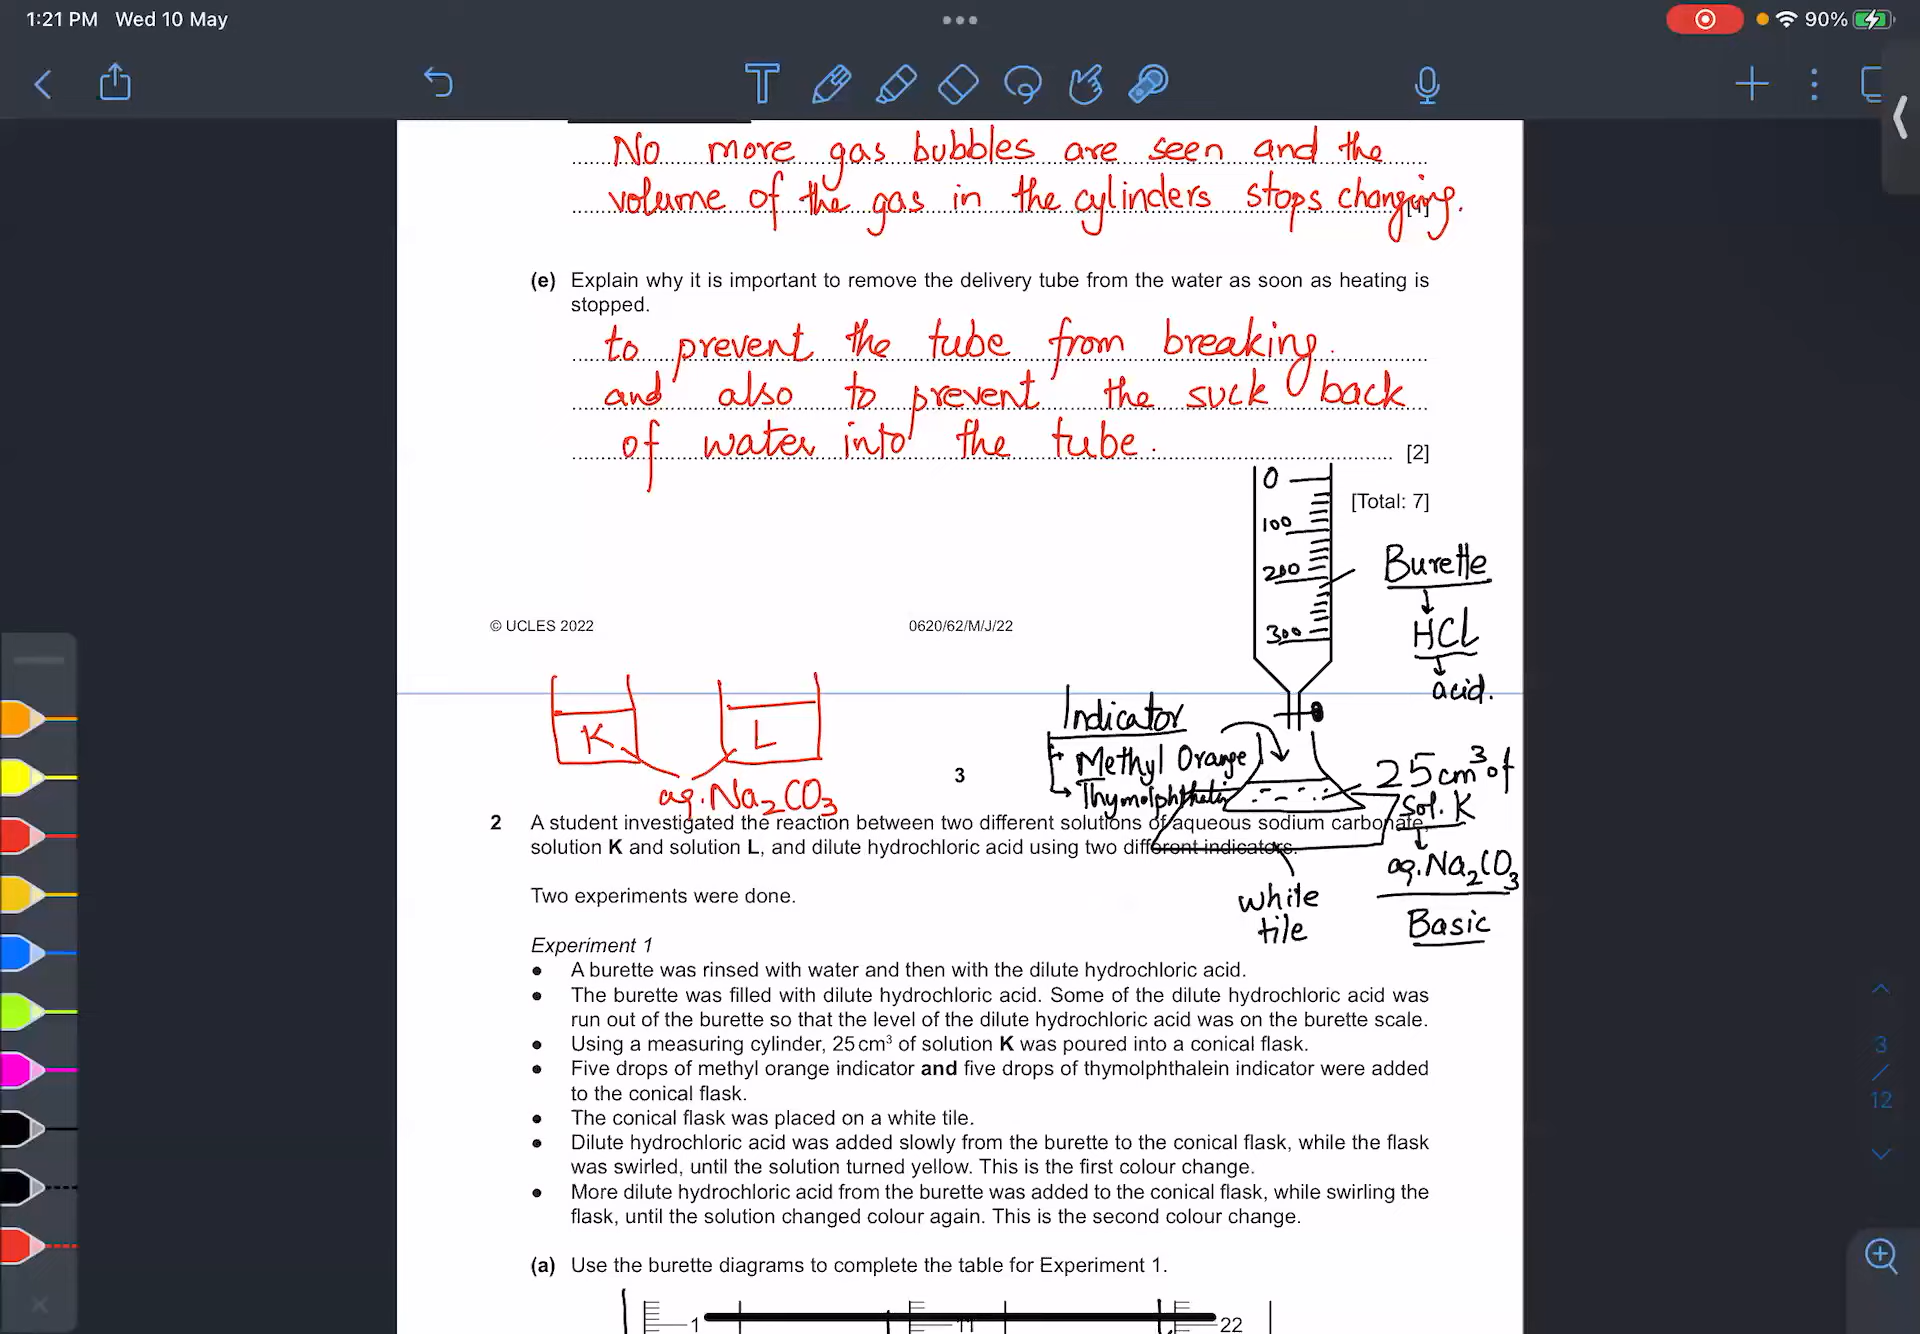 1:21 PM Wed 10 May
90%
No more gas bubbles are seen and the
volume of the gas in the cylinders stops changing.
(e) Explain why it is important to remove the delivery tube from the water as soon as heating is
stopped.
to prevent the tube from breaking.
and also to prevent the suck back
of water into the tube.
[2]
[Total: 7]
0
100
200
300
Burette
HCl
acid.
© UCLES 2022
0620/62/M/J/22
K
L
aq. Na2CO3
Indicator
Methyl Orange
Thymolphthalein
25cm³ of
Sol. K
aq. Na2CO3
Basic
white
tile
3
2 A student investigated the reaction between two different solutions of aqueous sodium carbonate,
solution K and solution L, and dilute hydrochloric acid using two different indicators.
Two experiments were done.
Experiment 1
• A burette was rinsed with water and then with the dilute hydrochloric acid.
• The burette was filled with dilute hydrochloric acid. Some of the dilute hydrochloric acid was
run out of the burette so that the level of the dilute hydrochloric acid was on the burette scale.
• Using a measuring cylinder, 25 cm³ of solution K was poured into a conical flask.
• Five drops of methyl orange indicator and five drops of thymolphthalein indicator were added
to the conical flask.
• The conical flask was placed on a white tile.
• Dilute hydrochloric acid was added slowly from the burette to the conical flask, while the flask
was swirled, until the solution turned yellow. This is the first colour change.
• More dilute hydrochloric acid from the burette was added to the conical flask, while swirling the
flask, until the solution changed colour again. This is the second colour change.
(a) Use the burette diagrams to complete the table for Experiment 1.
1
11
22
3
/
12